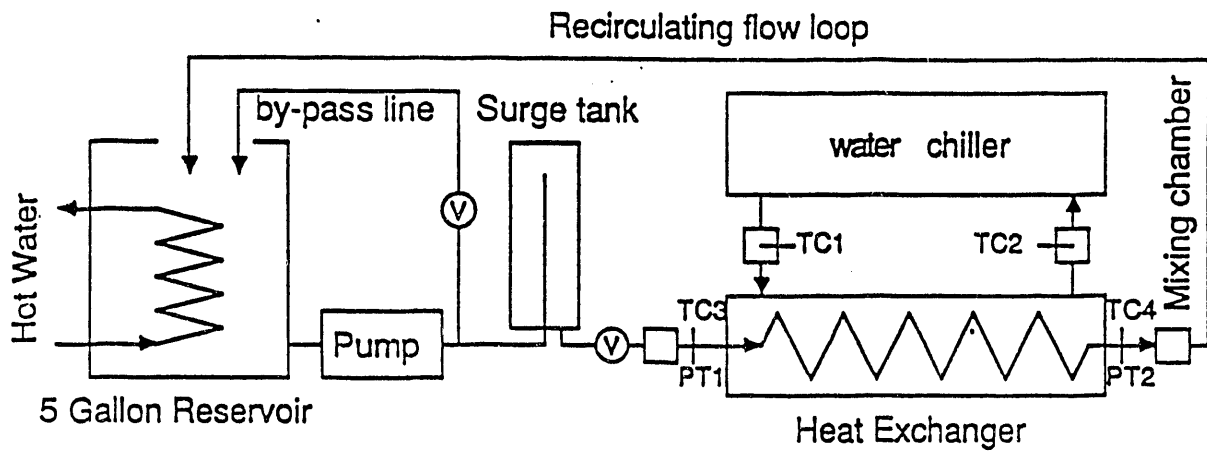 Recirculating flow loop
by-pass line
Surge tank
water chiller
Mixing chamber
Hot Water
V
TC1
TC2
Pump
V
TC3
TC4
PT1
PT2
5 Gallon Reservoir
Heat Exchanger